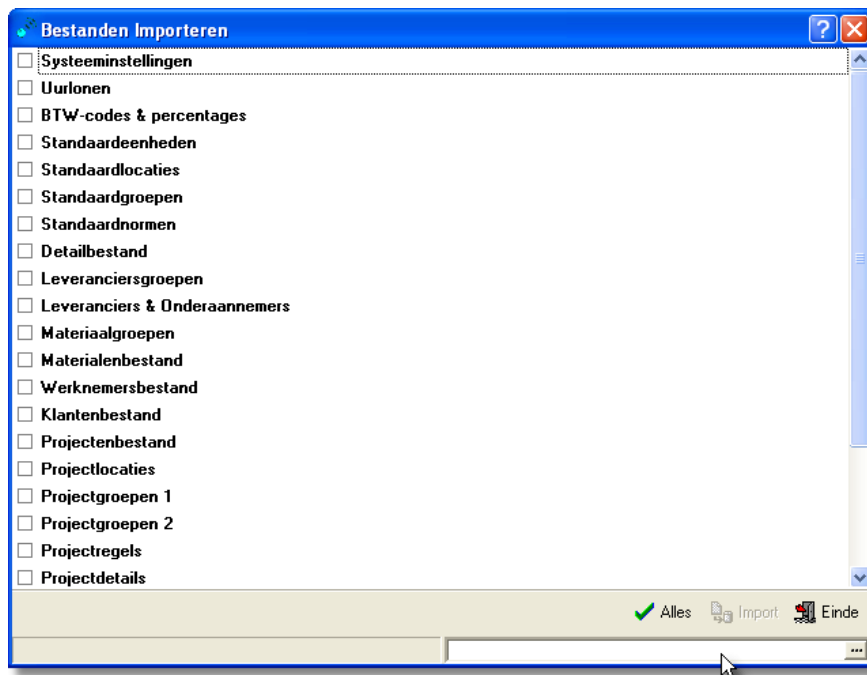 Bestanden Importeren
Systeeminstellingen
Uurlonen
BTW-codes & percentages
Standaardeenheden
Standaardlocaties
Standaardgroepen
Standaardnormen
Detailbestand
Leveranciersgroepen
Leveranciers & Onderaannemers
Materiaalgroepen
Materialenbestand
Werknemersbestand
Klantenbestand
Projectenbestand
Projectlocaties
Projectgroepen 1
Projectgroepen 2
Projectregels
Projectdetails
Alles Import Einde
...